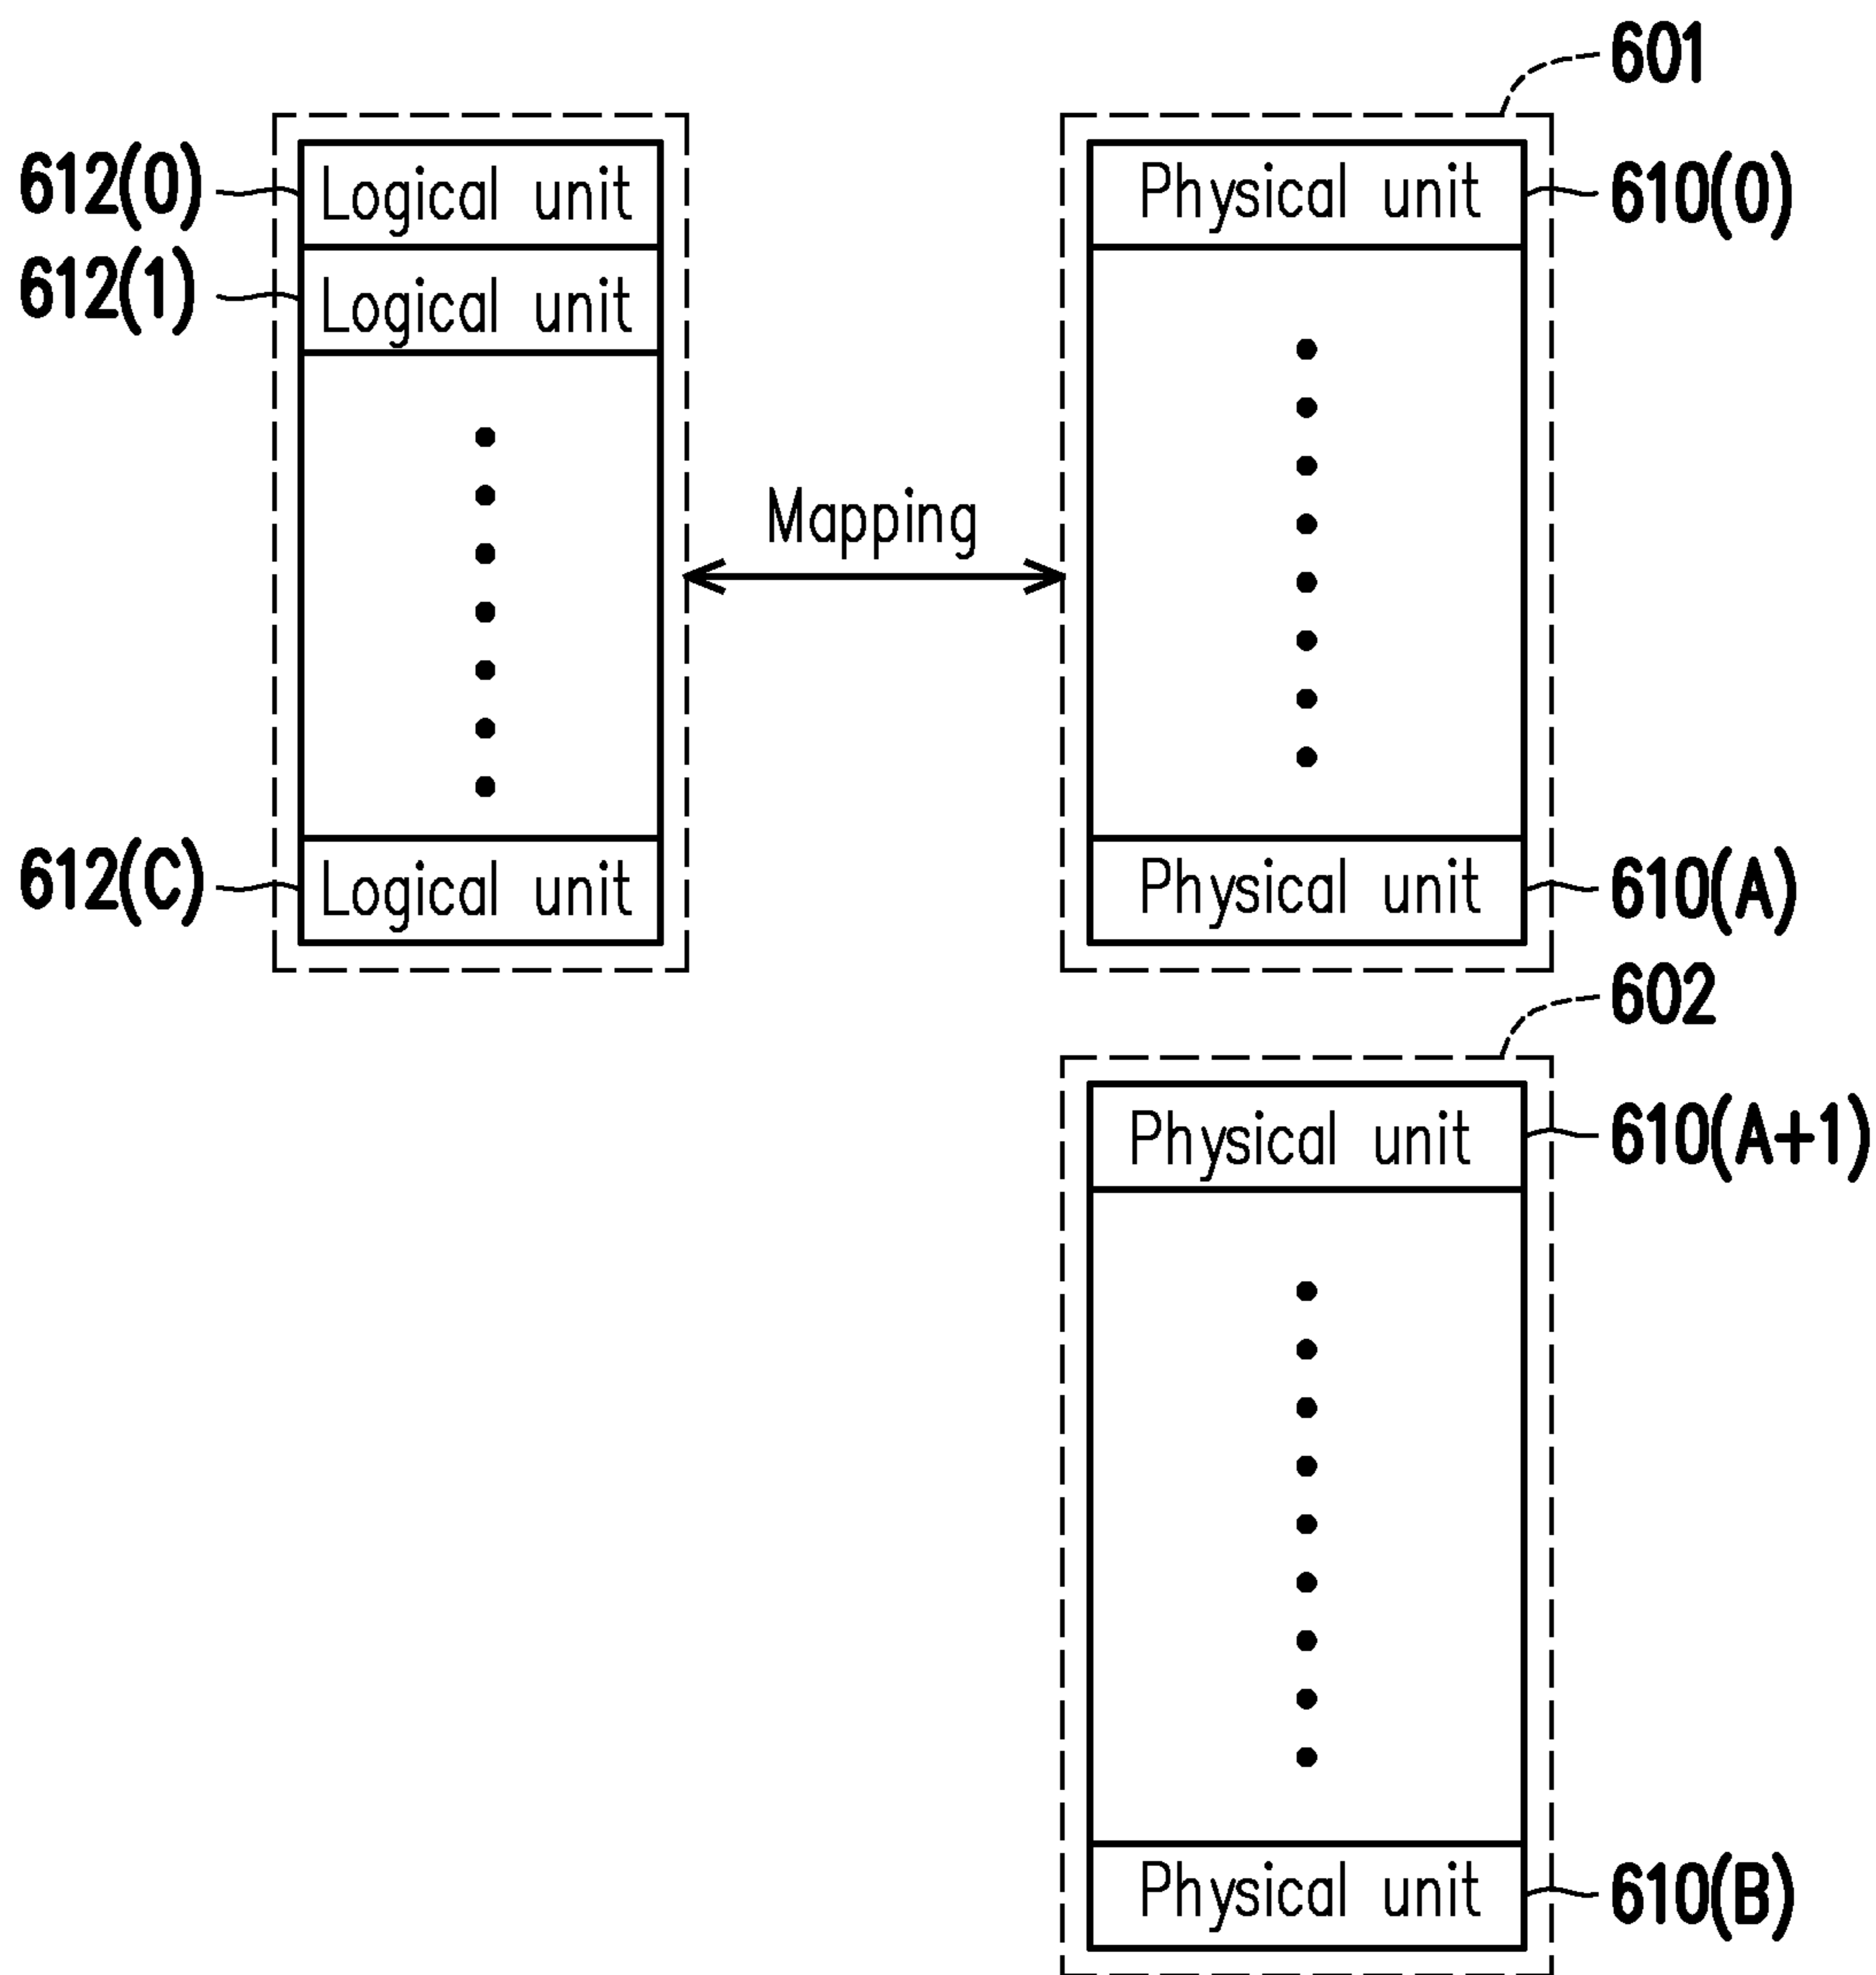 601
612(0) Logical unit Physical unit 610(0)
612(1) Logical unit
Mapping
612(C) Logical unit Physical unit 610(A)
602
Physical unit 610(A+1)
Physical unit 610(B)